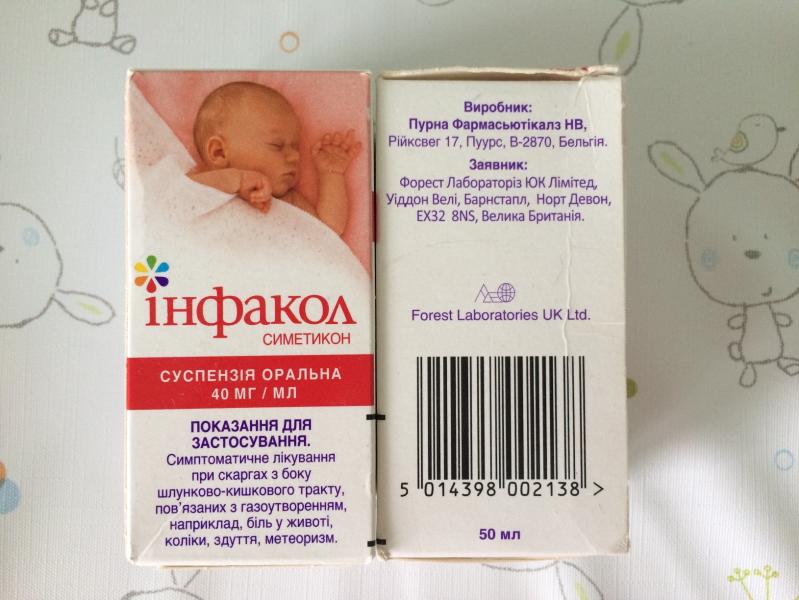 інфакол
СИМЕТИКОН
СУСПЕНЗІЯ ОРАЛЬНА
40 МГ / МЛ
ПОКАЗАННЯ ДЛЯ
ЗАСТОСУВАННЯ.
Симптоматичне лікування
при скаргах з боку
шлунково-кишкового тракту,
пов'язаних з газоутворенням,
наприклад, біль у животі,
коліки, здуття, метеоризм.
Виробник:
Пурна Фармасьютікалз НВ,
Рійксвег 17, Пуурс, В-2870, Бельгія.
Заявник:
Форест Лабораторіз ЮК Лімітед,
Уіддон Велі, Барнстапл, Норт Девон,
EX32 8NS, Велика Британія.
Forest Laboratories UK Ltd.
5 014398 002138 >
50 мл